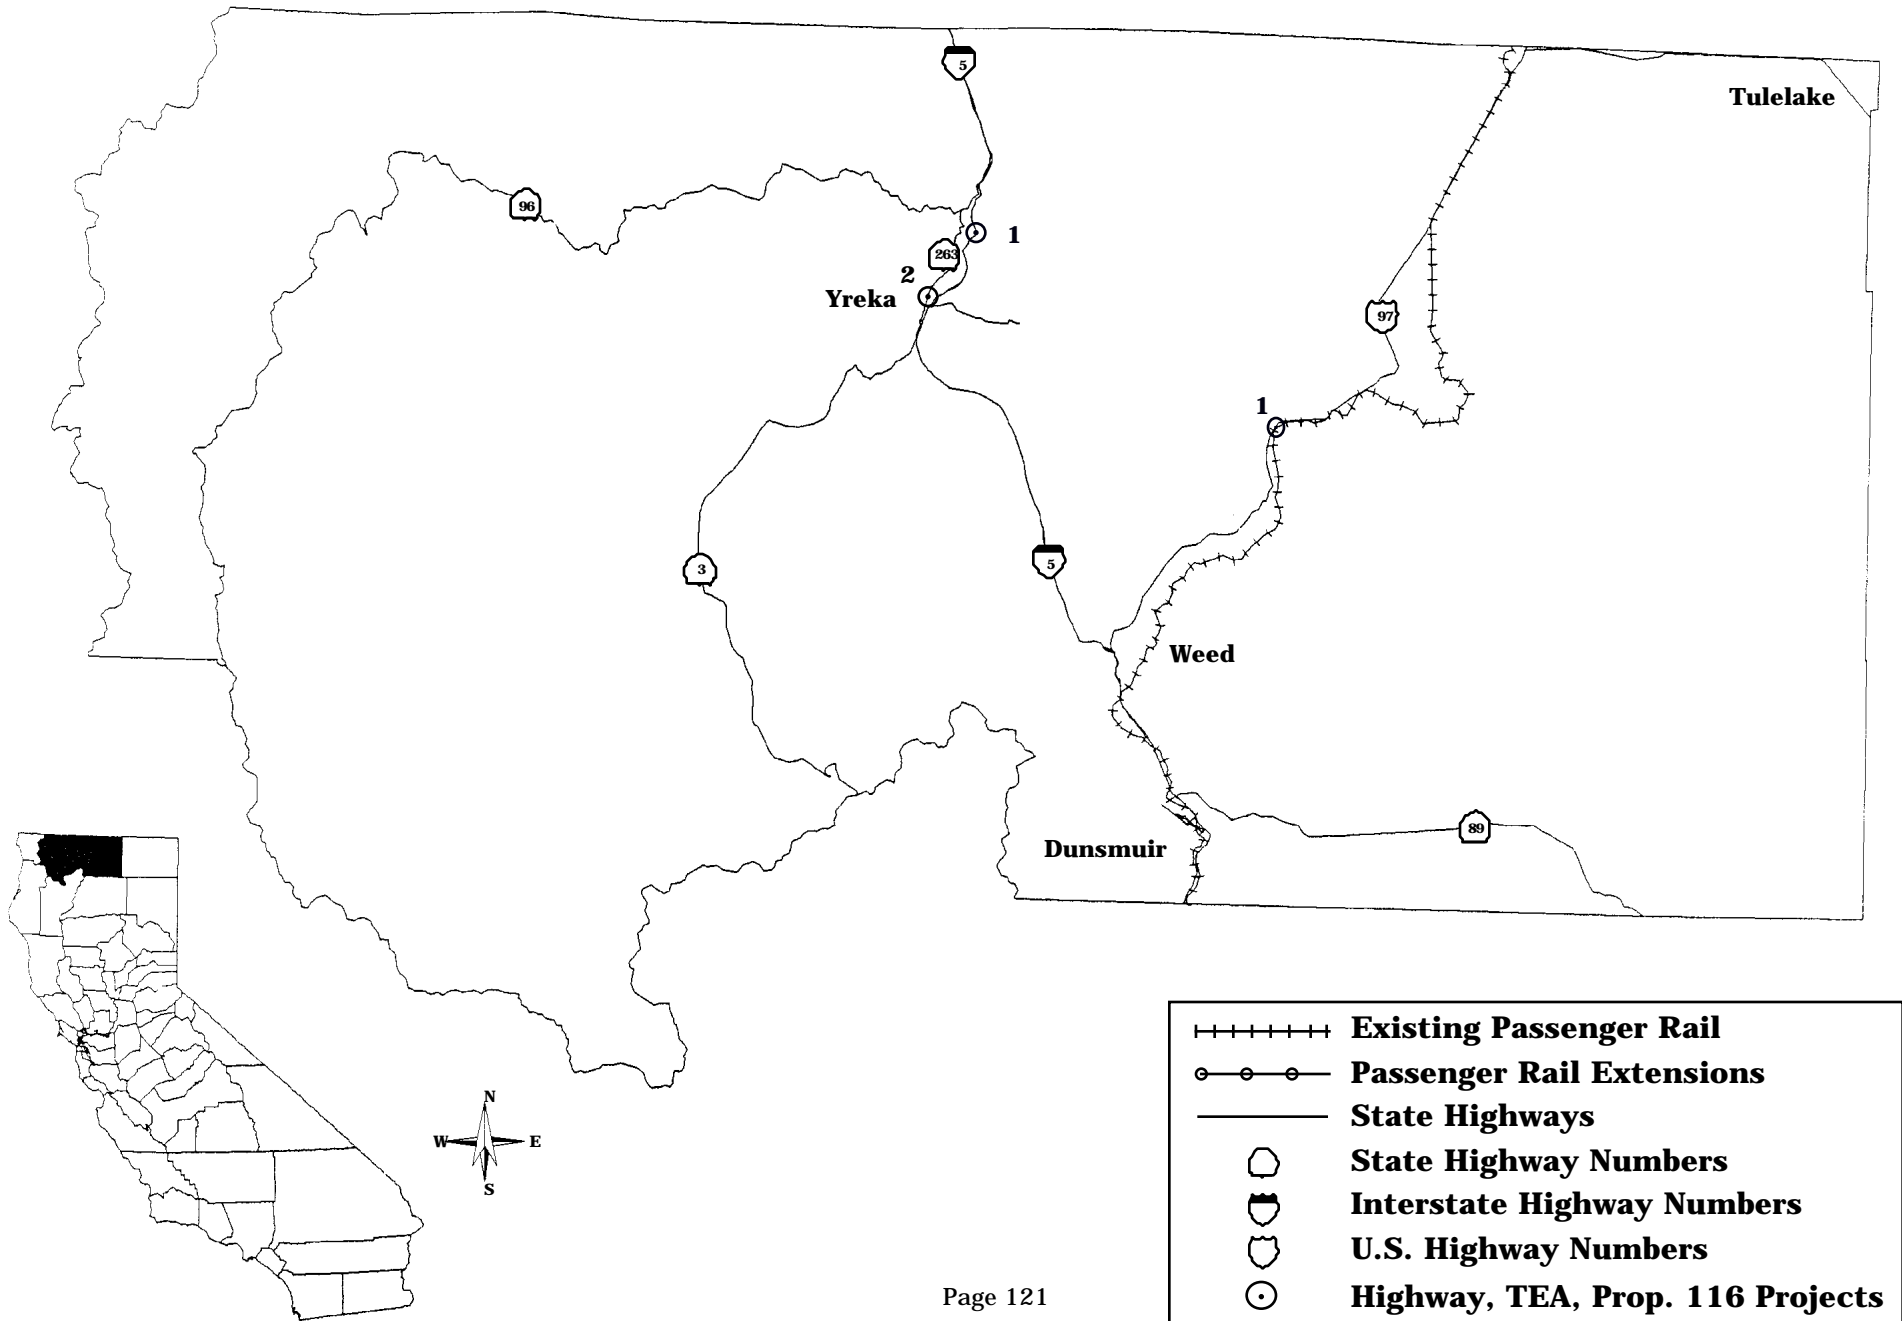 5
Tulelake
96
1
263
2
Yreka
97
1
3
5
Weed
89
Dunsmuir
Existing Passenger Rail
Passenger Rail Extensions
State Highways
State Highway Numbers
Interstate Highway Numbers
U.S. Highway Numbers
Highway, TEA, Prop. 116 Projects
N
W E
S
Page 121